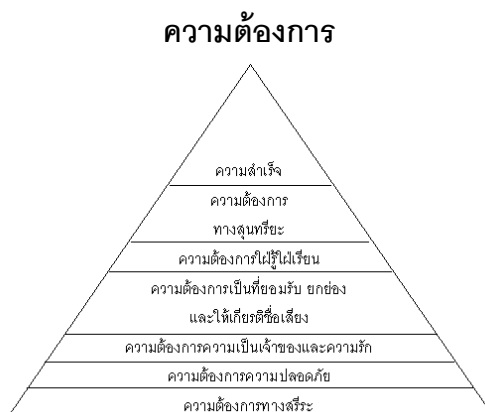 ความต้องการ
ความสำเร็จ
ความต้องการ
ทางสุนทรียะ
ความต้องการใฝ่รู้ใฝ่เรียน
ความต้องการเป็นที่ยอมรับ ยกย่อง
และให้เกียรติชื่อเสียง
ความต้องการความเป็นเจ้าของและความรัก
ความต้องการความปลอดภัย
ความต้องการทางสรีระ